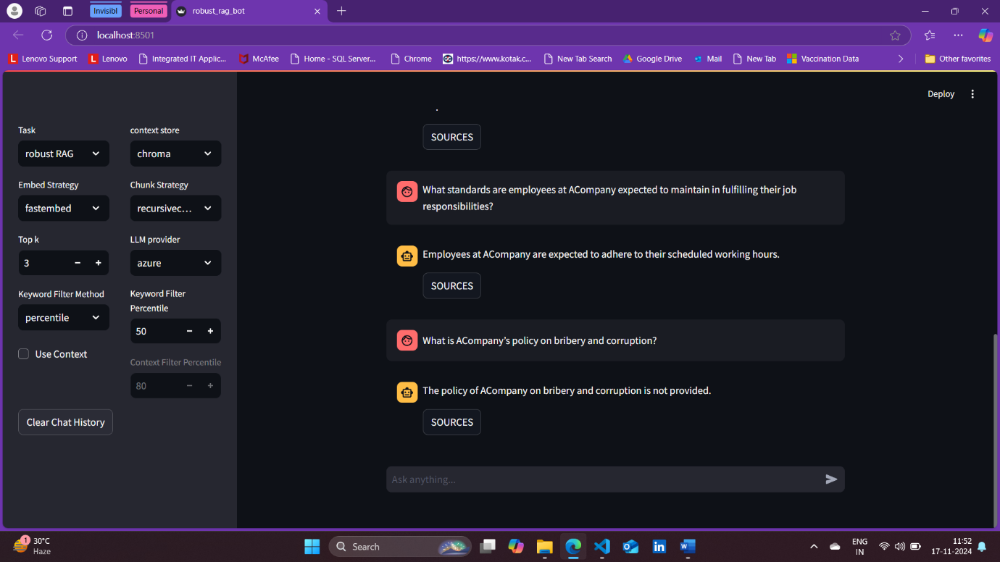 Invisibl
Personal
robust_rag_bot
localhost:8501
Lenovo Support
Lenovo
Integrated IT Applic...
McAfee
Home - SQL Server...
Chrome
https://www.kotak.c...
New Tab Search
Google Drive
Mail
New Tab
Vaccination Data
Other favorites
Deploy
Task
context store
robust RAG
chroma
Embed Strategy
Chunk Strategy
fastembed
recursivec...
Top k
LLM provider
3
azure
Keyword Filter Method
Keyword Filter
Percentile
percentile
50
Use Context
Context Filter Percentile
80
Clear Chat History
SOURCES
What standards are employees at ACompany expected to maintain in fulfilling their job
responsibilities?
Employees at ACompany are expected to adhere to their scheduled working hours.
SOURCES
What is ACompany’s policy on bribery and corruption?
The policy of ACompany on bribery and corruption is not provided.
SOURCES
Ask anything...
1
30°C
Haze
Search
ENG
IN
11:52
17-11-2024